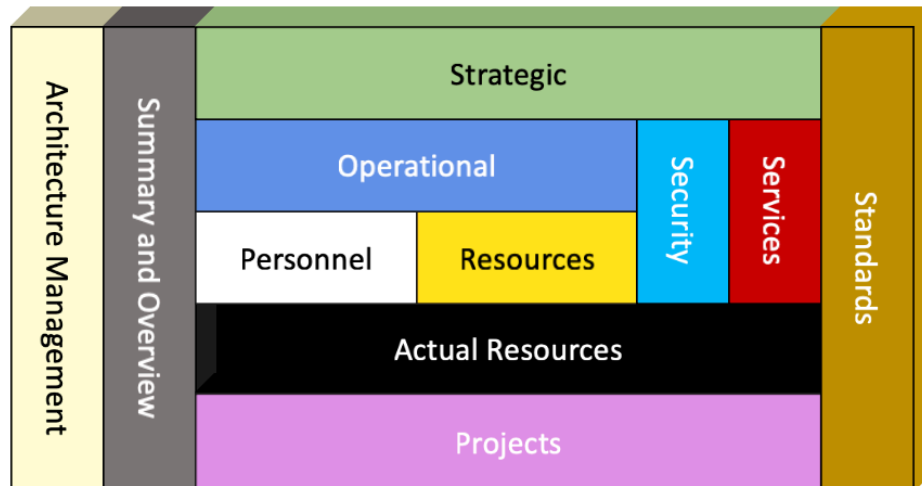 Architecture Management
Summary and Overview
Strategic
Operational
Security
Services
Standards
Personnel
Resources
Actual Resources
Projects